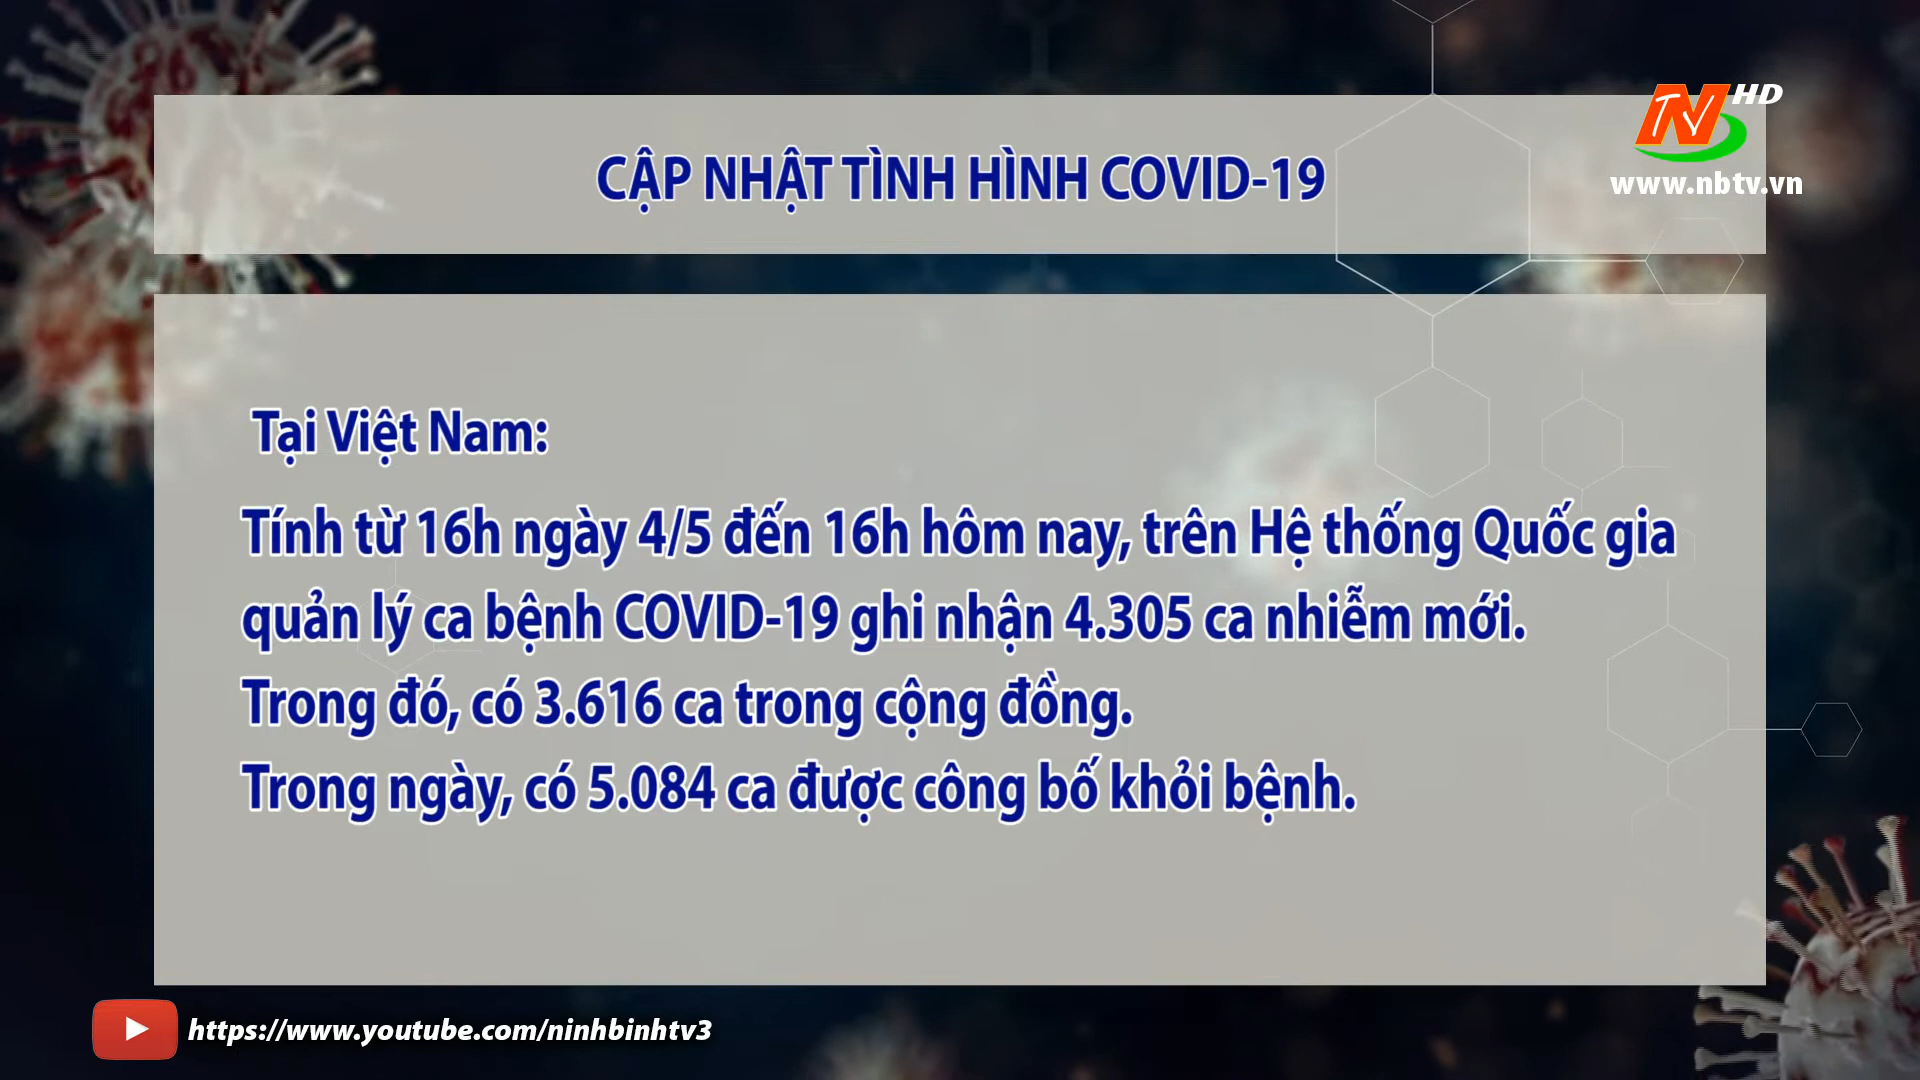 NTV HD
www.nbtv.vn
CẬP NHẬT TÌNH HÌNH COVID-19
Tại Việt Nam:
Tính từ 16h ngày 4/5 đến 16h hôm nay, trên Hệ thống Quốc gia
quản lý ca bệnh COVID-19 ghi nhận 4.305 ca nhiễm mới.
Trong đó, có 3.616 ca trong cộng đồng.
Trong ngày, có 5.084 ca được công bố khỏi bệnh.
https://www.youtube.com/ninhbinhtv3